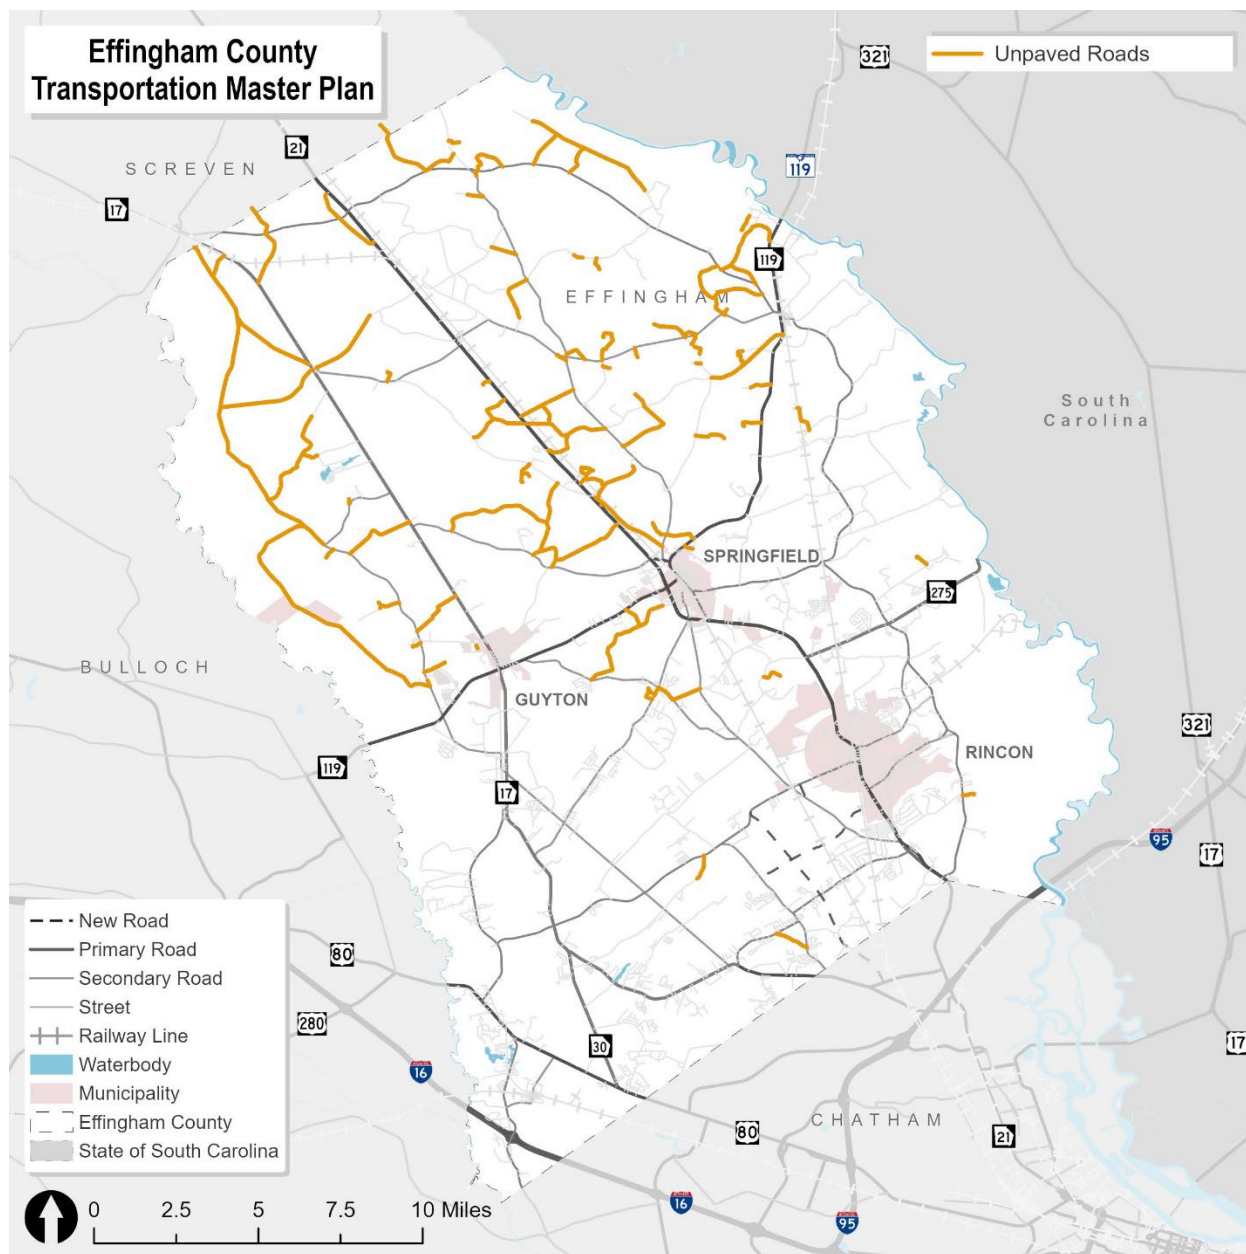 Effingham County
Transportation Master Plan
Unpaved Roads
321
21
SCREVEN
119
17
119
EFFINGHAM
South
Carolina
SPRINGFIELD
275
BULLOCH
GUYTON
321
RINCON
119
17
95
17
New Road
Primary Road
80
Secondary Road
Street
280
Railway Line
17
30
Waterbody
16
Municipality
Effingham County
CHATHAM
80
21
State of South Carolina
0 2.5 5 7.5 10 Miles
16
95